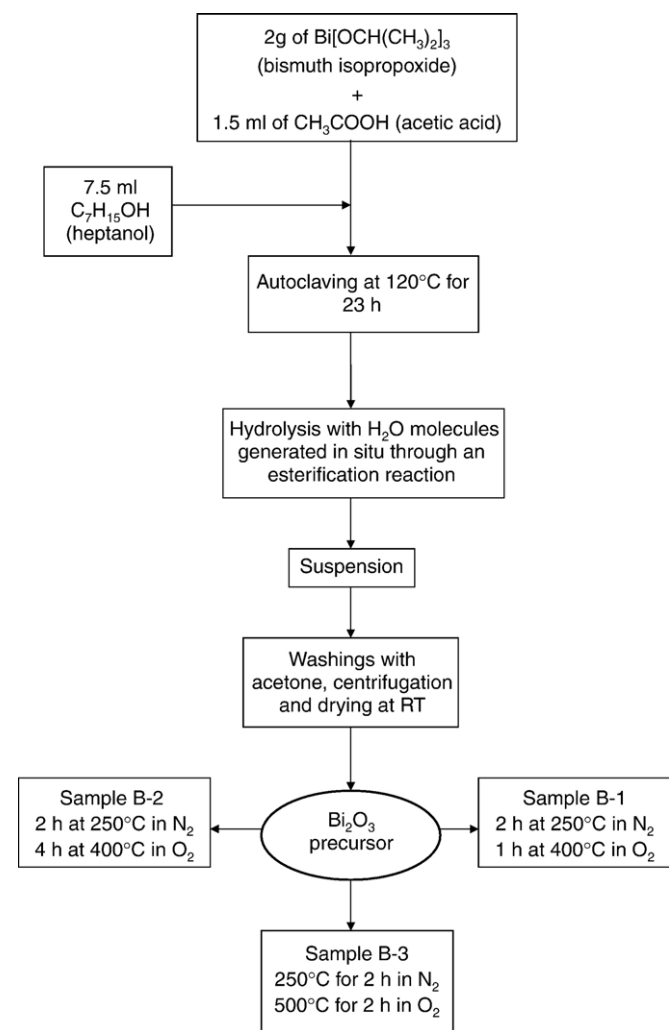 2g of Bi[OCH(CH₃)₂]₃
(bismuth isopropoxide)
+
1.5 ml of CH₃COOH (acetic acid)
7.5 ml
C₇H₁₅OH
(heptanol)
Autoclaving at 120°C for
23 h
Hydrolysis with H₂O molecules
generated in situ through an
esterification reaction
Suspension
Washings with
acetone, centrifugation
and drying at RT
Sample B-2
2 h at 250°C in N₂
4 h at 400°C in O₂
Bi₂O₃
precursor
Sample B-1
2 h at 250°C in N₂
1 h at 400°C in O₂
Sample B-3
250°C for 2 h in N₂
500°C for 2 h in O₂